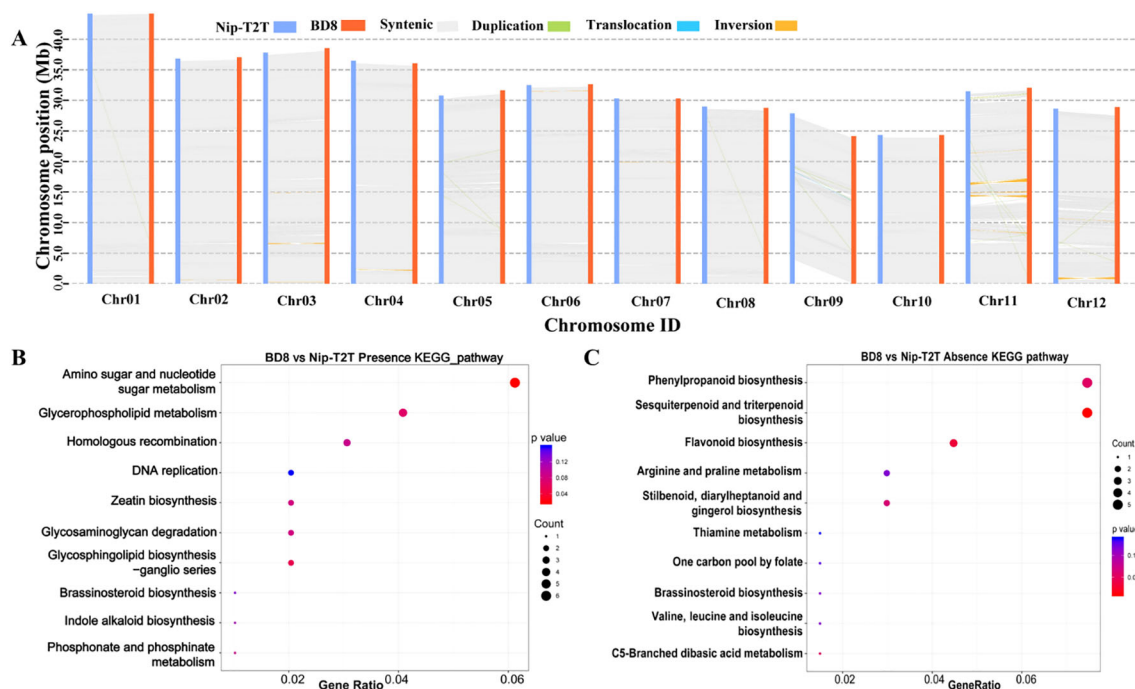 A
Nip-T2T BD8 Syntenic Duplication Translocation Inversion
Chromosome position (Mb)
40.0
35.0
30.0
25.0
20.0
15.0
10.0
5.0
0.0
Chr01 Chr02 Chr03 Chr04 Chr05 Chr06 Chr07 Chr08 Chr09 Chr10 Chr11 Chr12
Chromosome ID
B
BD8 vs Nip-T2T Presence KEGG_pathway
Amino sugar and nucleotide
sugar metabolism
Glycerophospholipid metabolism
Homologous recombination
DNA replication
Zeatin biosynthesis
Glycosaminoglycan degradation
Glycosphingolipid biosynthesis
-ganglio series
Brassinosteroid biosynthesis
Indole alkaloid biosynthesis
Phosphonate and phosphinate
metabolism
0.02 0.04 0.06
Gene Ratio
p value
0.12
0.08
0.04
Count
1
2
3
4
5
6
C
BD8 vs Nip-T2T Absence KEGG pathway
Phenylpropanoid biosynthesis
Sesquiterpenoid and triterpenoid
biosynthesis
Flavonoid biosynthesis
Arginine and praline metabolism
Stilbenoid, diarylheptanoid and
gingerol biosynthesis
Thiamine metabolism
One carbon pool by folate
Brassinosteroid biosynthesis
Valine, leucine and isoleucine
biosynthesis
C5-Branched dibasic acid metabolism
0.02 0.04 0.06
GeneRatio
Count
1
2
3
4
5
p value
0.1
0.0